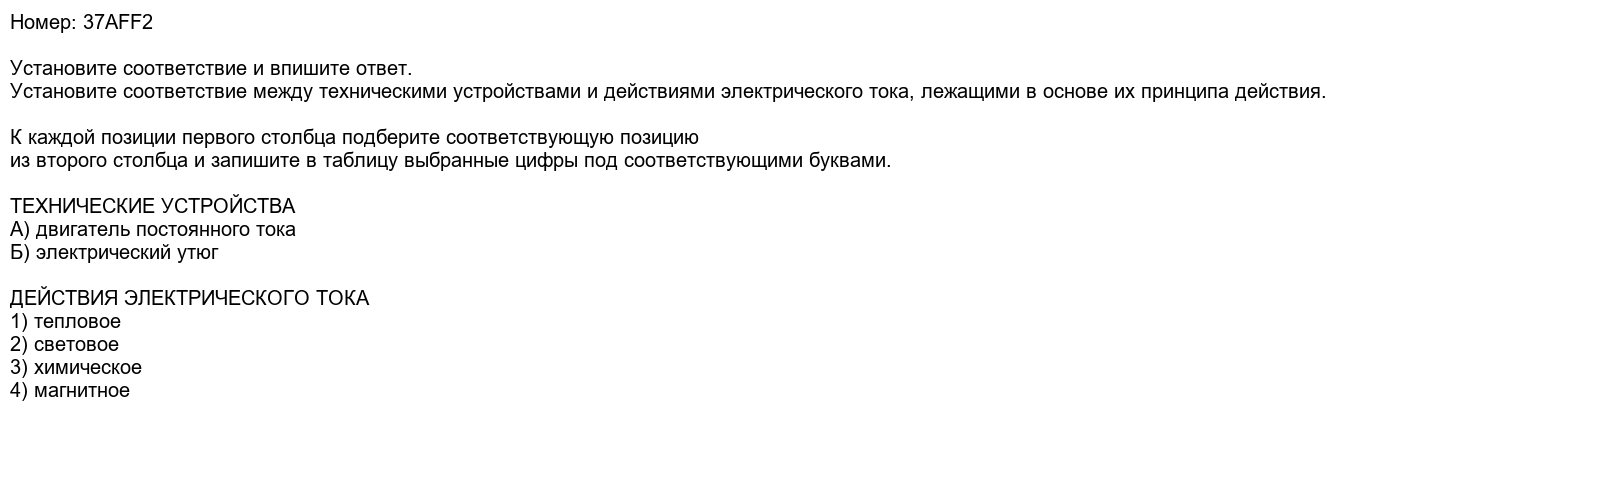 Номер: 37AFF2
Установите соответствие и впишите ответ.
Установите соответствие между техническими устройствами и действиями электрического тока, лежащими в основе их принципа действия.
К каждой позиции первого столбца подберите соответствующую позицию
из второго столбца и запишите в таблицу выбранные цифры под соответствующими буквами.
ТЕХНИЧЕСКИЕ УСТРОЙСТВА
А) двигатель постоянного тока
Б) электрический утюг
ДЕЙСТВИЯ ЭЛЕКТРИЧЕСКОГО ТОКА
1) тепловое
2) световое
3) химическое
4) магнитное